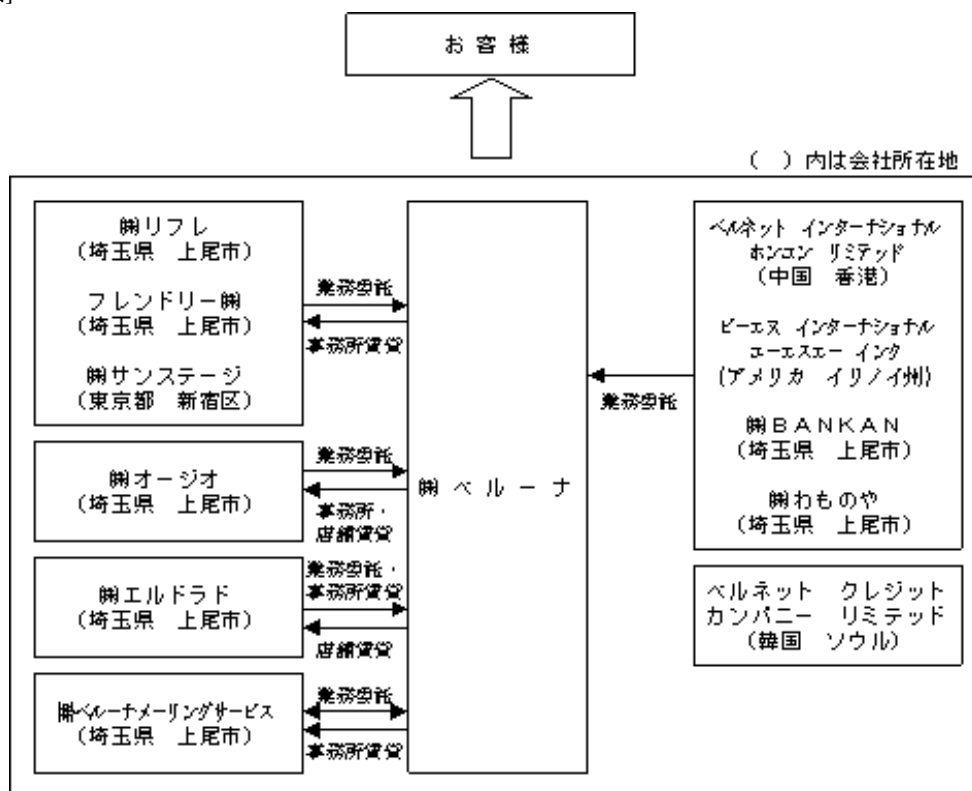 お客様
（　）内は会社所在地
㈱リフレ
（埼玉県　上尾市）
フレンドリー㈱
（埼玉県　上尾市）
㈱サンステージ
（東京都　新宿区）
業務委託
事務所賃貸
㈱オージオ
（埼玉県　上尾市）
業務委託
事務所・
店舗賃貸
㈱エルドラド
（埼玉県　上尾市）
業務委託・
事務所賃貸
店舗賃貸
㈱ベルーナメーリングサービス
（埼玉県　上尾市）
業務委託
事務所賃貸
㈱ベルーナ
業務委託
ベルネット インターナショナル
ホンコン リミテッド
（中国　香港）
ビーエス インターナショナル
ユーエスエー インク
(アメリカ　イリノイ州)
㈱ＢＡＮＫＡＮ
（埼玉県　上尾市）
㈱わものや
（埼玉県　上尾市）
ベルネット　クレジット
カンパニー　リミテッド
（韓国　ソウル）